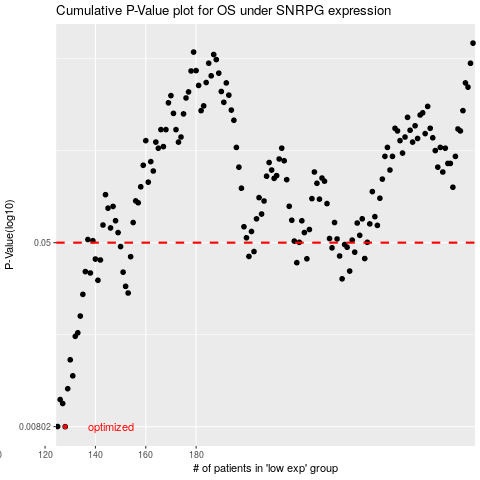 Cumulative P-Value plot for OS under SNRPG expression
P-Value(log10)
0.05
0.00802
optimized
0 120 140 160 180
# of patients in 'low exp' group